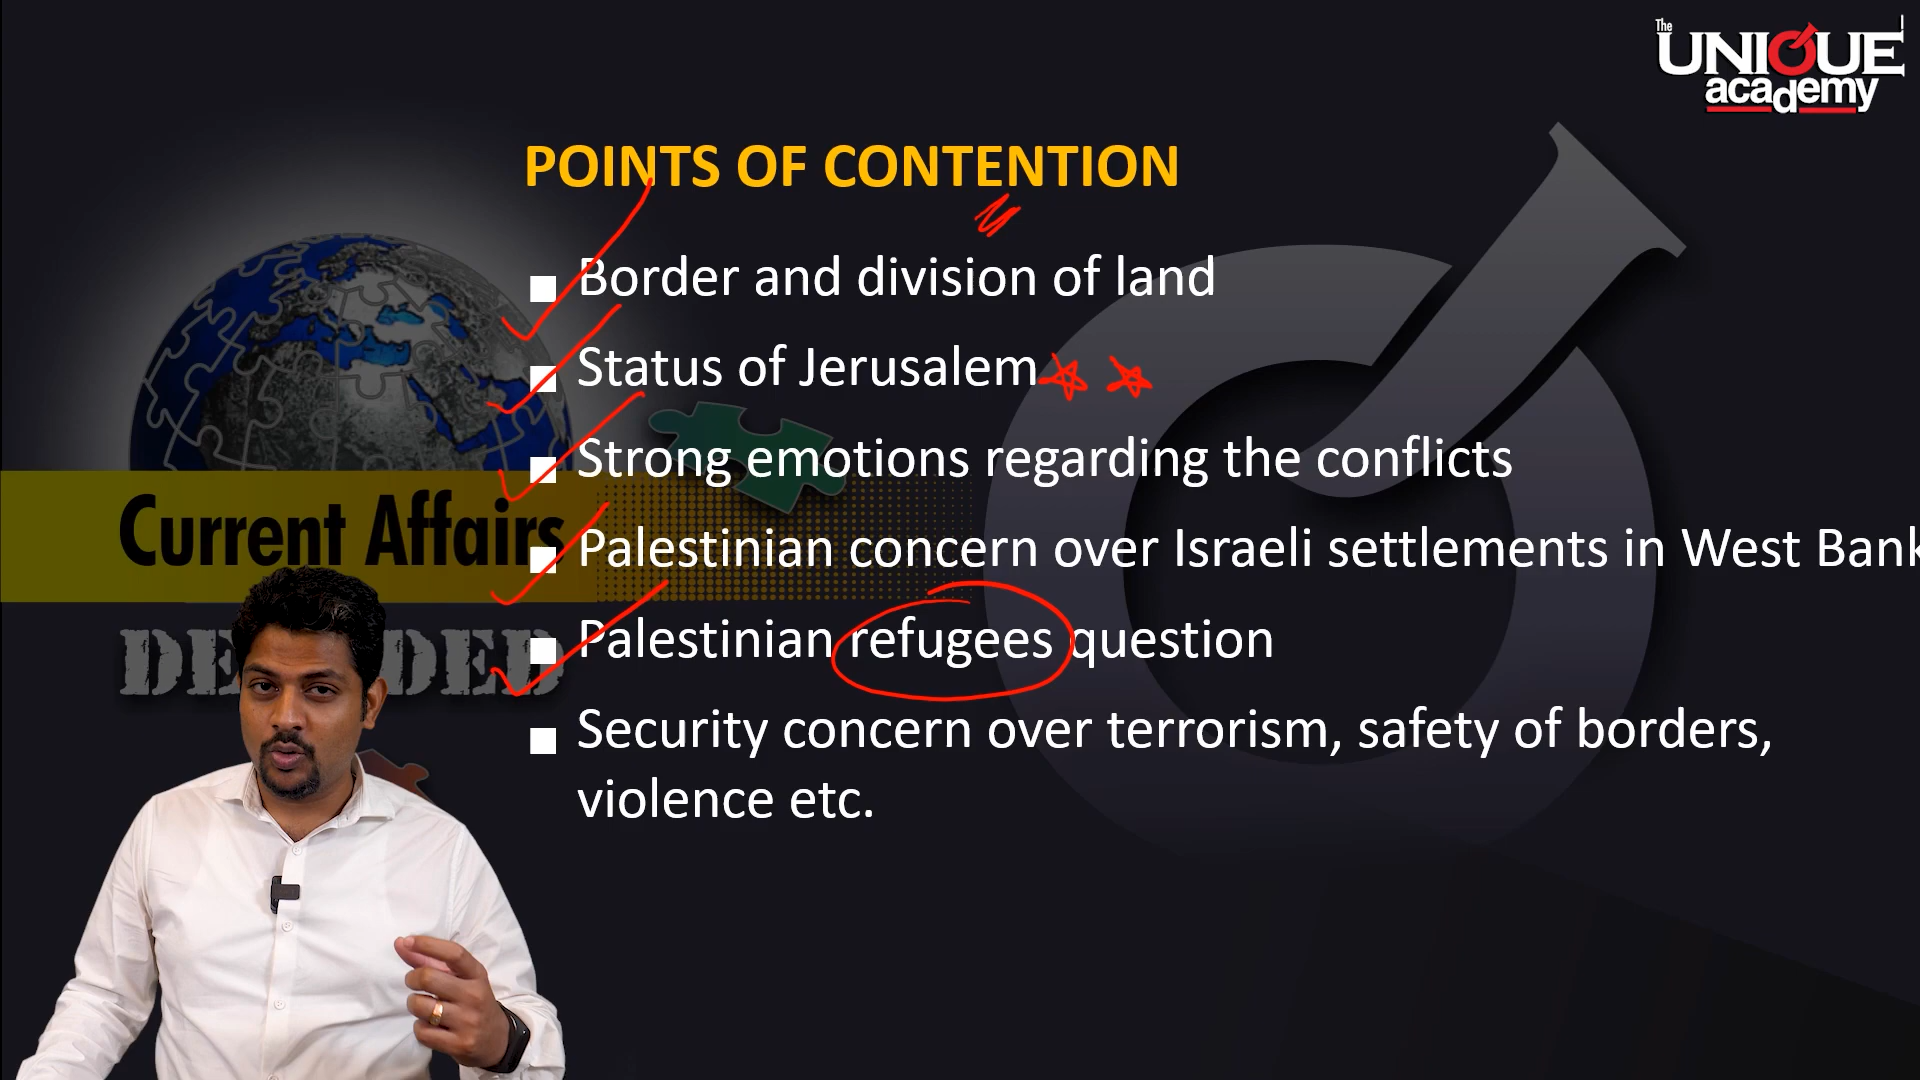 The
UNIQUE
academy
POINTS OF CONTENTION
Border and division of land
Status of Jerusalem
Strong emotions regarding the conflicts
Palestinian concern over Israeli settlements in West Bank
Palestinian refugees question
Security concern over terrorism, safety of borders,
violence etc.
Current Affairs